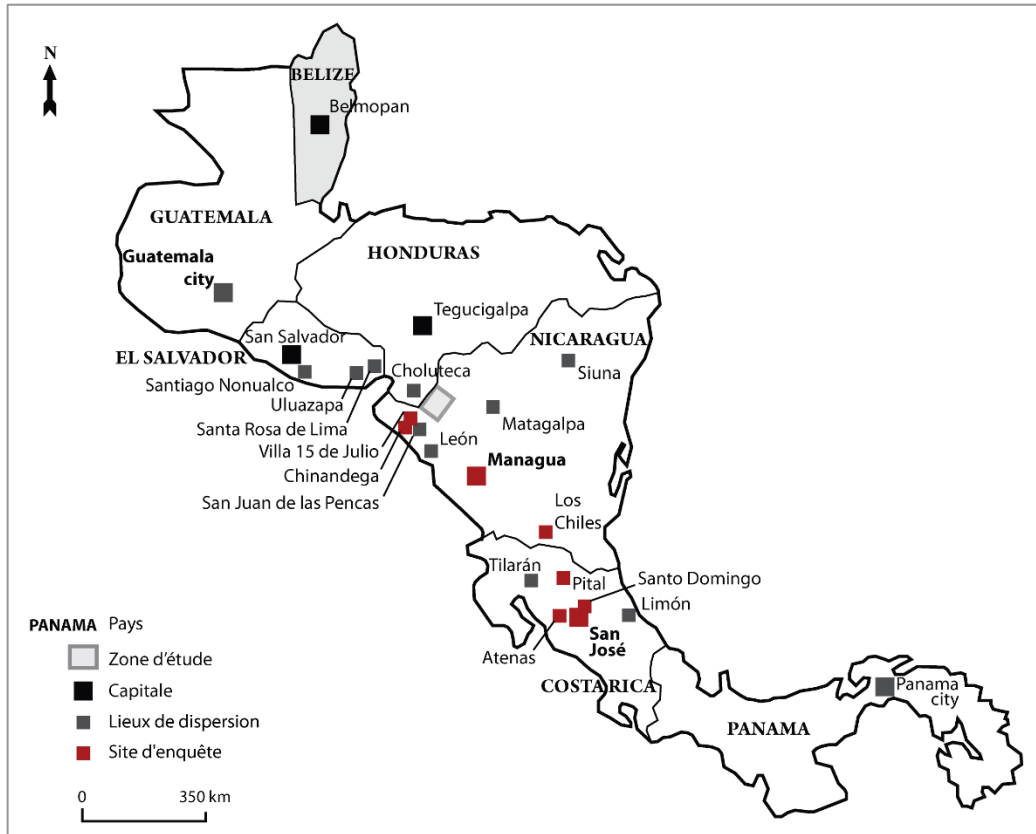 N
BELIZE
Belmopan
GUATEMALA
Guatemala
city
HONDURAS
Tegucigalpa
NICARAGUA
San Salvador
EL SALVADOR
Choluteca
Siuna
Santiago Nonualco
Uluazapa
Santa Rosa de Lima
Matagalpa
Villa 15 de Julio
León
Chinandega
Managua
San Juan de las Pencas
Los
Chiles
Tilarán
Pital
Santo Domingo
Limón
Atenas
San
José
COSTA RICA
Panama
city
PANAMA
PANAMA Pays
Zone d'étude
Capitale
Lieux de dispersion
Site d'enquête
0 350 km